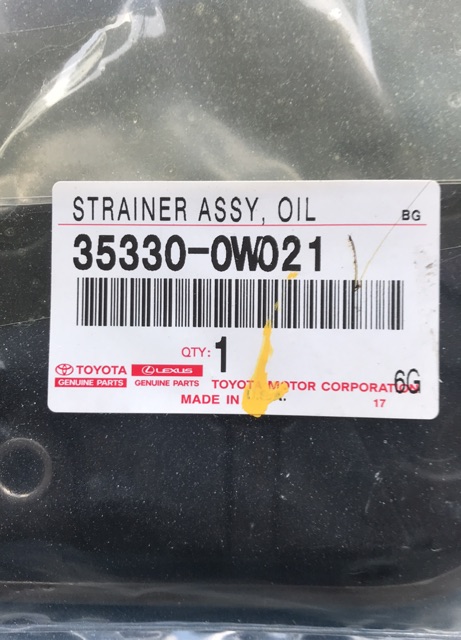 STRAINER ASSY, OIL BG
35330-0W021
QTY: 1
TOYOTA LEXUS
GENUINE PARTS GENUINE PARTS TOYOTA MOTOR CORPORATION 6G
MADE IN 17